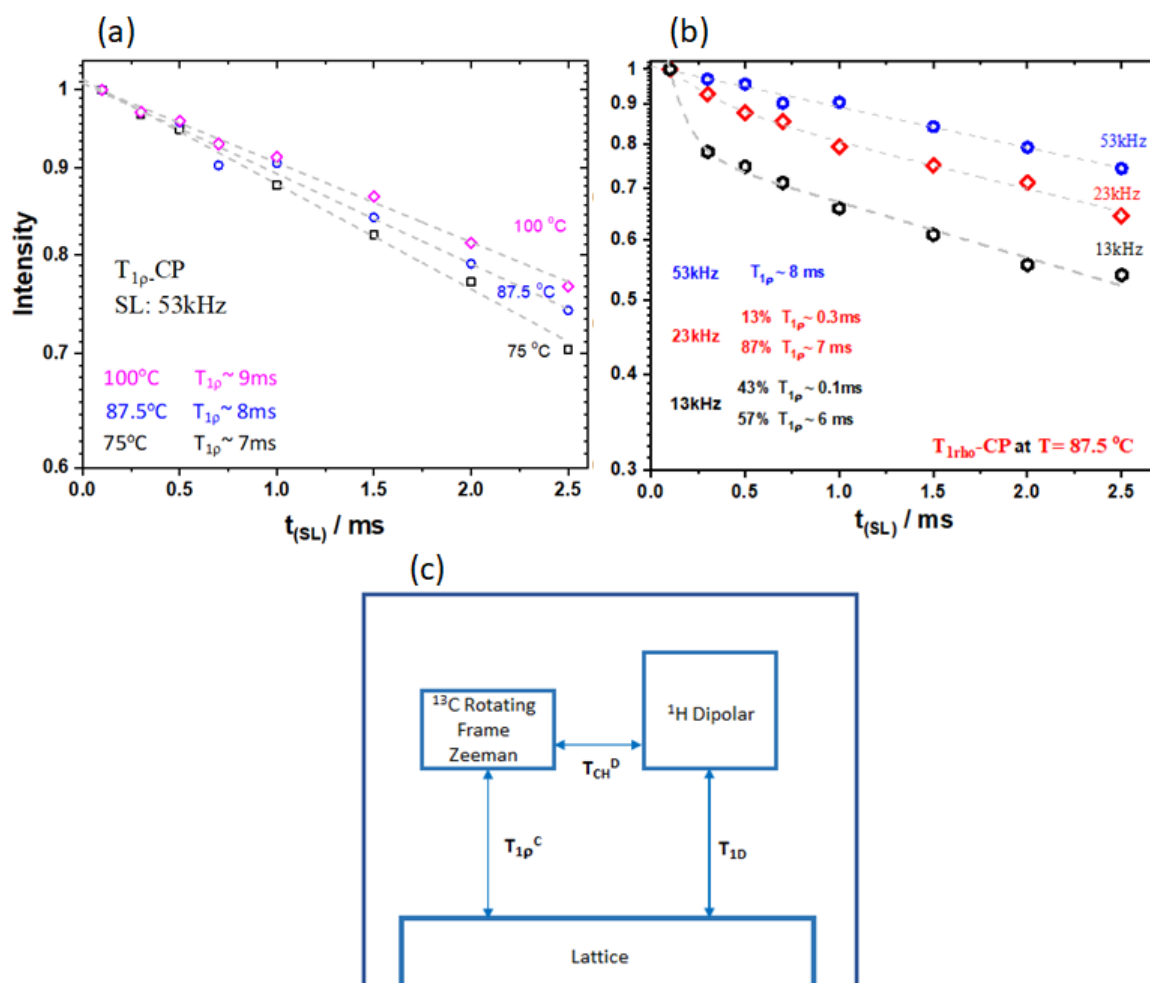 (a)
1
0.9
0.8
0.7
0.6
Intensity
100 °C
87.5 °C
75 °C
T1ρ-CP
SL: 53kHz
100°C T1ρ~ 9ms
87.5°C T1ρ~ 8ms
75°C T1ρ~ 7ms
0.0 0.5 1.0 1.5 2.0 2.5
t(SL) / ms
(b)
1
0.9
0.8
0.7
0.6
0.5
0.4
0.3
53kHz
23kHz
13kHz
53kHz T1ρ ~ 8 ms
13% T1ρ ~ 0.3ms
23kHz
87% T1ρ ~ 7 ms
43% T1ρ ~ 0.1ms
13kHz
57% T1ρ ~ 6 ms
T1rho-CP at T= 87.5 °C
0.0 0.5 1.0 1.5 2.0 2.5
t(SL) / ms
(c)
13C Rotating
Frame
Zeeman
1H Dipolar
TCHD
T1ρC
T1D
Lattice